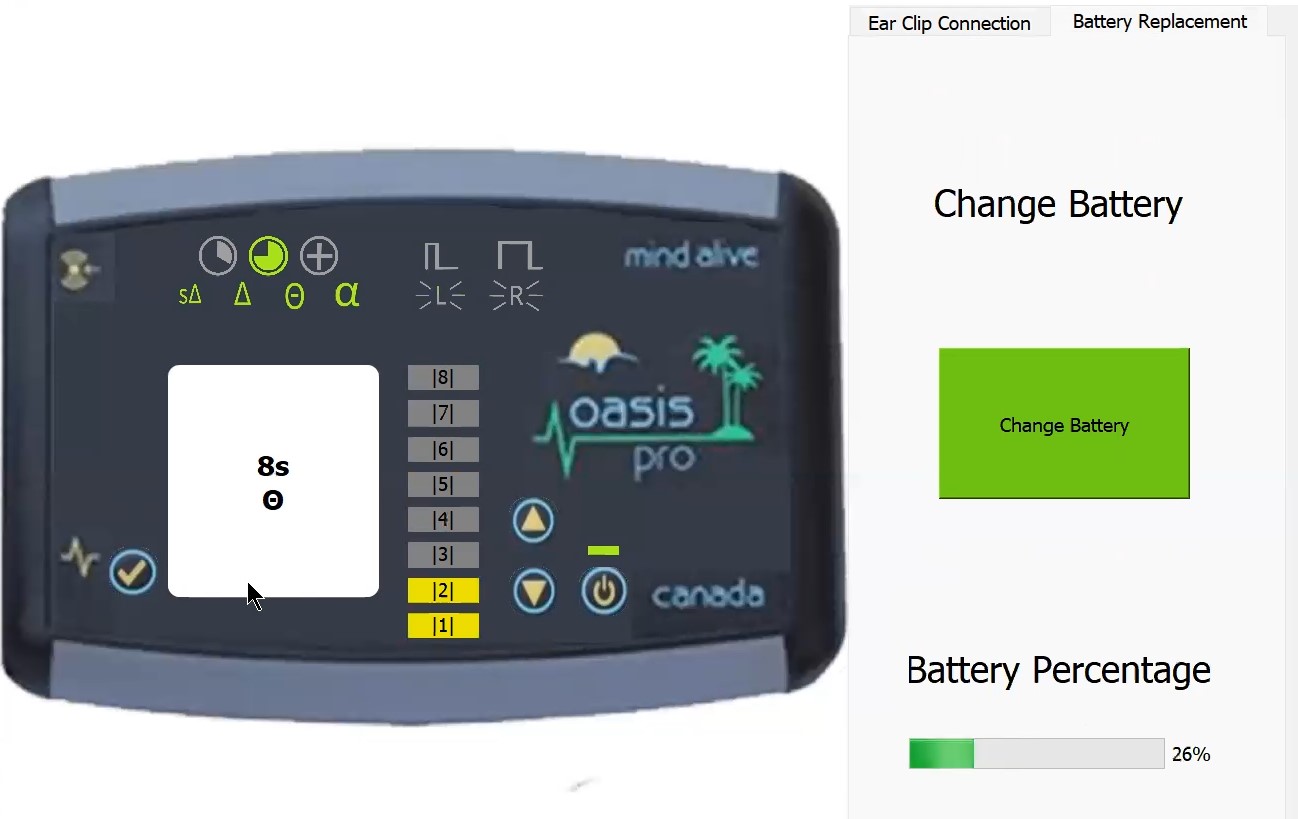 Ear Clip Connection
Battery Replacement
mind alive
sΔ Δ Θ α
L R
Change Battery
8s
Θ
|8|
|7|
|6|
|5|
|4|
|3|
|2|
|1|
oasis
pro
Change Battery
canada
Battery Percentage
26%